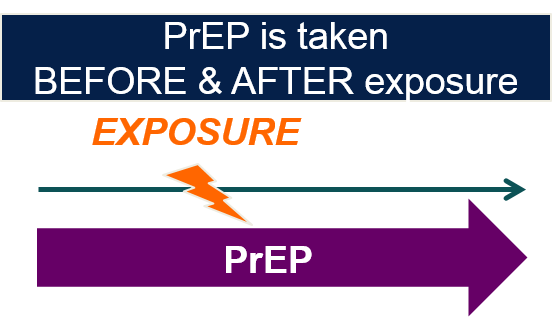 PrEP is taken
BEFORE & AFTER exposure
EXPOSURE
PrEP